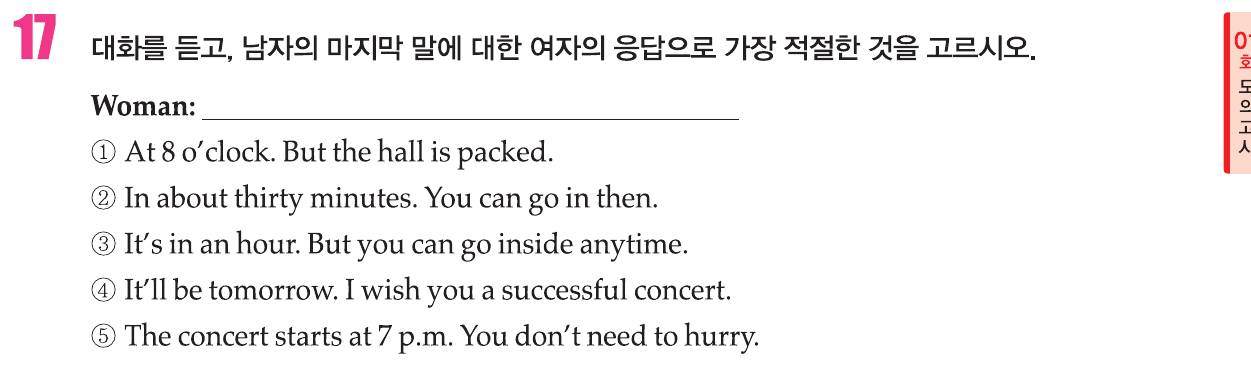 17 대화를 듣고, 남자의 마지막 말에 대한 여자의 응답으로 가장 적절한 것을 고르시오.
Woman:
① At 8 o’clock. But the hall is packed.
② In about thirty minutes. You can go in then.
③ It’s in an hour. But you can go inside anytime.
④ It’ll be tomorrow. I wish you a successful concert.
⑤ The concert starts at 7 p.m. You don’t need to hurry.